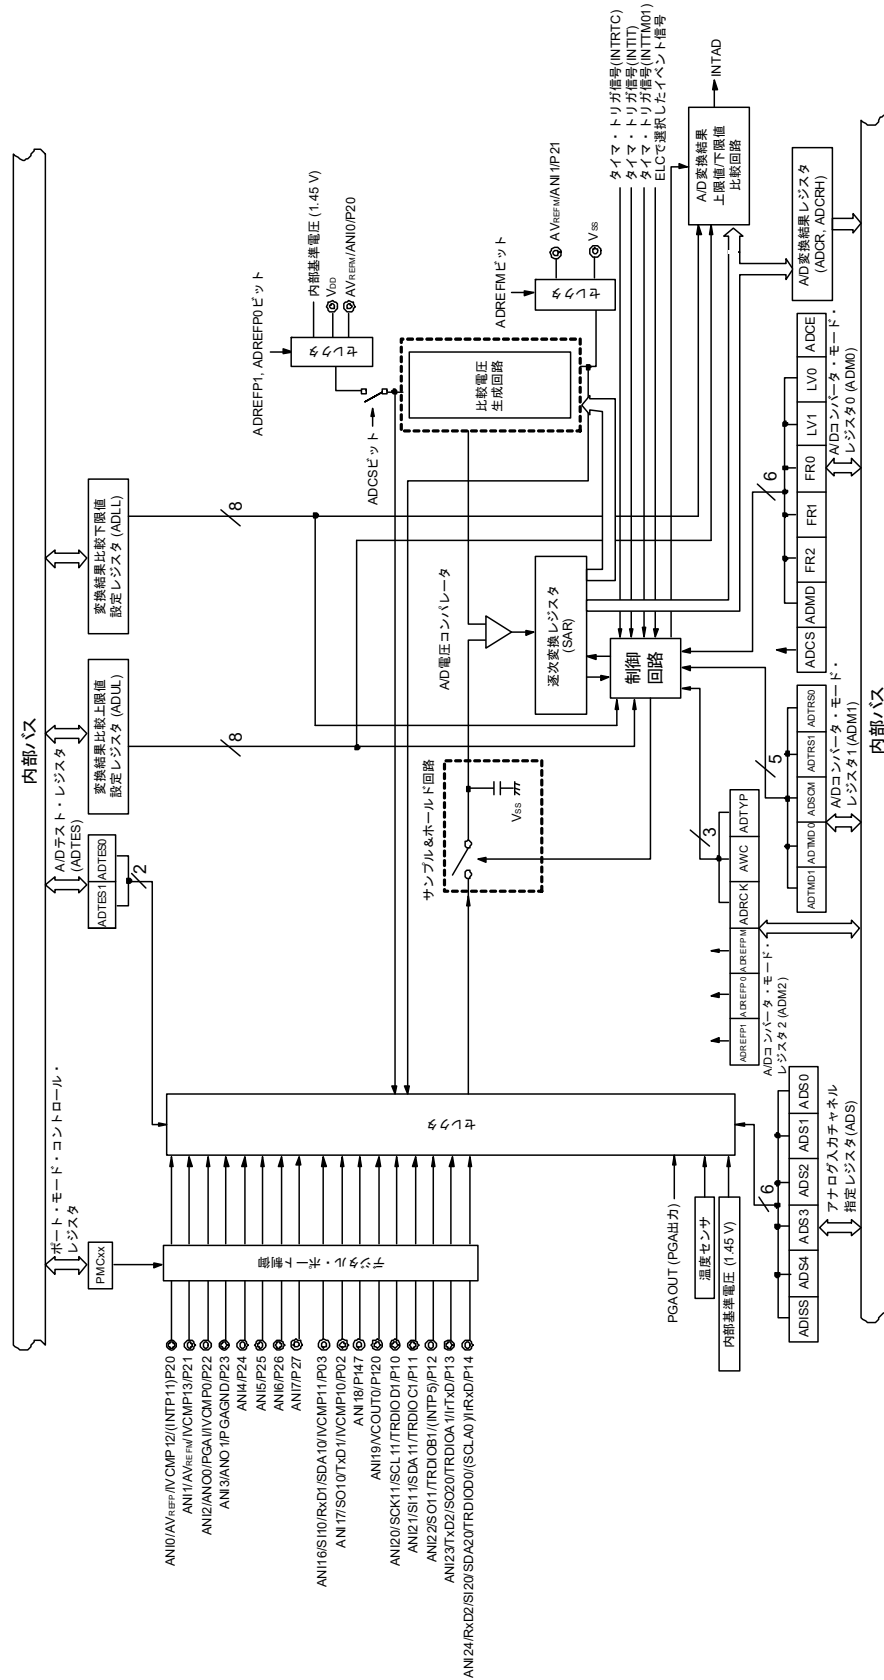 内部バス
ポート・モード・コントロール・
レジスタ
PMCxx
A/Dテスト・レジスタ
(ADTES)
ADTES1
ADTES0
2
変換結果比較上限値
設定レジスタ (ADUL)
8
変換結果比較下限値
設定レジスタ (ADLL)
8
ADREFP1, ADREFP0ビット
内部基準電圧 (1.45 V)
VDD
AVREFM/ANI0/P20
セレクタ
ADCSビット
比較電圧
生成回路
ADREFMビット
セレクタ
AVREFM/ANI1/P21
VSS
ANI0/AVREFP/IVCMP12/(INTP11)P20
ANI1/AVREFM/IVCMP13/P21
ANI2/ANO0/PGAI/IVCMP0/P22
ANI3/ANO1/PGAGND/P23
ANI4/P24
ANI5/P25
ANI6/P26
ANI7/P27
ANI16/SI10/RxD1/SDA10/IVCMP11/P03
ANI17/SO10/TxD1/IVCMP10/P02
ANI18/P147
ANI19/VCOUT0/P120
ANI20/SCK11/SCL11/TRDIOD1/P10
ANI21/SI11/SDA11/TRDIOC1/P11
ANI22/SO11/TRDIOB1/(INTP5)/P12
ANI23/TxD2/SO20/TRDIOA1/IrTxD/P13
ANI24/RxD2/SI20/SDA20/TRDIOD0/(SCLA0)/IrRxD/P14
デジタル・ポート制御
セレクタ
PGAOUT (PGA出力)
温度センサ
内部基準電圧 (1.45 V)
サンプル&ホールド回路
VSS
A/D電圧コンパレータ
逐次変換レジスタ
(SAR)
制御
回路
タイマ・トリガ信号(INTRTC)
タイマ・トリガ信号(INTIT)
タイマ・トリガ信号(INTTM01)
ELCで選択したイベント信号
A/D変換結果
上限値/下限値
比較回路
INTAD
A/D変換結果レジスタ
(ADCR, ADCRH)
6
ADISS
ADS4
ADS3
ADS2
ADS1
ADS0
アナログ入力チャネル
指定レジスタ(ADS)
3
ADREFP1
ADREFP0
ADREFPM
ADRCK
AWC
ADTYP
A/Dコンバータ・モード・
レジスタ2 (ADM2)
5
ADTMD1
ADTMD0
ADSCM
ADTRS1
ADTRS0
A/Dコンバータ・モード・
レジスタ1 (ADM1)
6
ADCS
ADMD
FR2
FR1
FR0
LV1
LV0
ADCE
A/Dコンバータ・モード・
レジスタ0 (ADM0)
内部バス